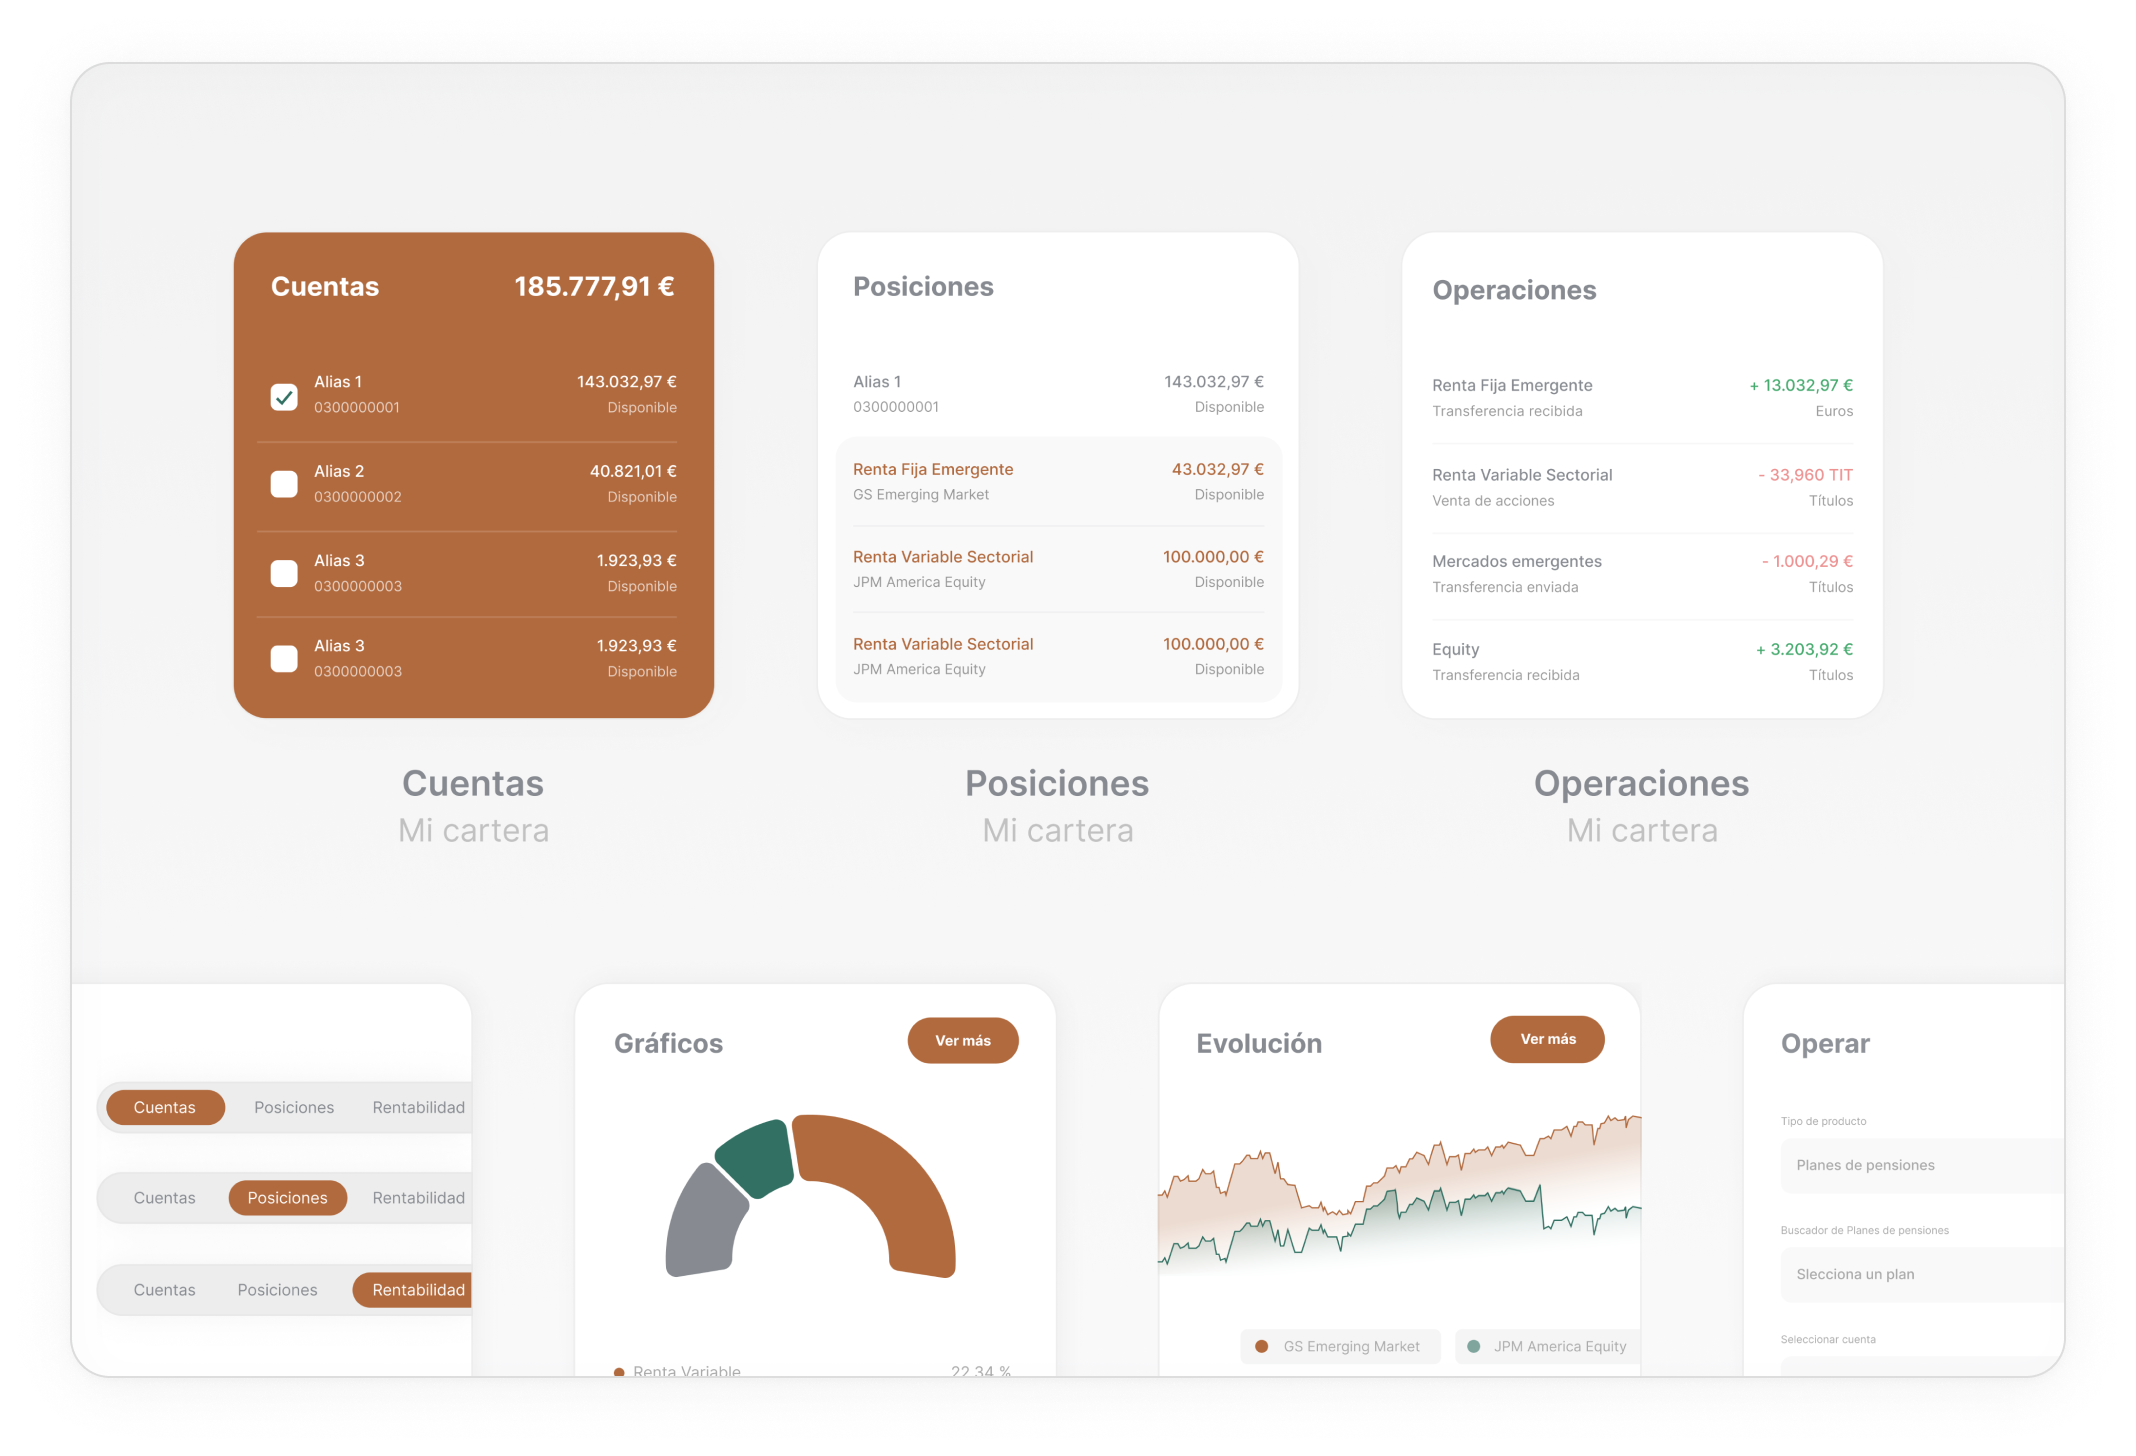 Cuentas 185.777,91 €
Alias 1 143.032,97 €
0300000001 Disponible
Alias 2 40.821,01 €
0300000002 Disponible
Alias 3 1.923,93 €
0300000003 Disponible
Alias 3 1.923,93 €
0300000003 Disponible
Cuentas
Mi cartera
Posiciones
Alias 1 143.032,97 €
0300000001 Disponible
Renta Fija Emergente 43.032,97 €
GS Emerging Market Disponible
Renta Variable Sectorial 100.000,00 €
JPM America Equity Disponible
Renta Variable Sectorial 100.000,00 €
JPM America Equity Disponible
Posiciones
Mi cartera
Operaciones
Renta Fija Emergente + 13.032,97 €
Transferencia recibida Euros
Renta Variable Sectorial - 33,960 TIT
Venta de acciones Títulos
Mercados emergentes - 1.000,29 €
Transferencia enviada Títulos
Equity + 3.203,92 €
Transferencia recibida Títulos
Operaciones
Mi cartera
Cuentas Posiciones Rentabilidad
Cuentas Posiciones Rentabilidad
Cuentas Posiciones Rentabilidad
Gráficos Ver más
Renta Variable 22,34 %
Evolución Ver más
GS Emerging Market JPM America Equity
Operar
Tipo de producto
Planes de pensiones
Buscador de Planes de pensiones
Slecciona un plan
Seleccionar cuenta